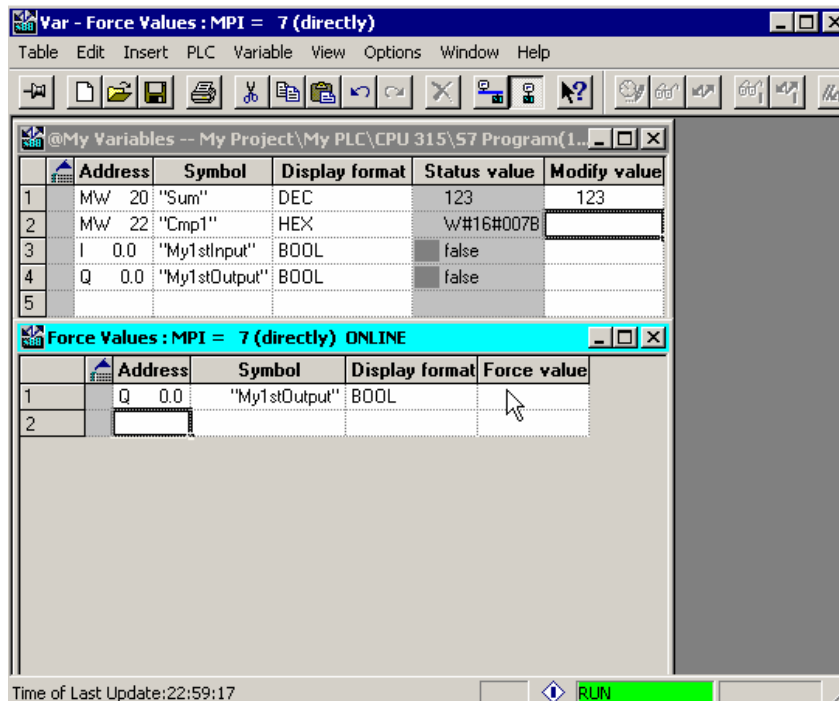 Var - Force Values : MPI = 7 (directly)
Table Edit Insert PLC Variable View Options Window Help
@My Variables -- My Project\My PLC\CPU 315\S7 Program(1...
Address Symbol Display format Status value Modify value
1 MW 20 "Sum" DEC 123 123
2 MW 22 "Cmp1" HEX W#16#007B
3 I 0.0 "My1stInput" BOOL false
4 Q 0.0 "My1stOutput" BOOL false
5
Force Values : MPI = 7 (directly) ONLINE
Address Symbol Display format Force value
1 Q 0.0 "My1stOutput" BOOL
2
Time of Last Update:22:59:17 RUN